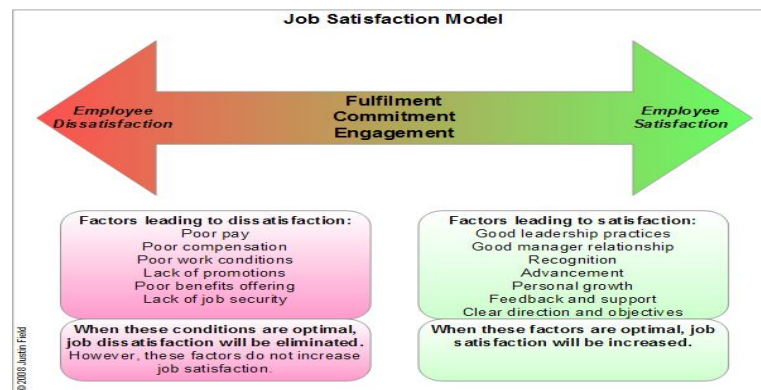 Job Satisfaction Model
Employee
Dissatisfaction
Fulfilment
Commitment
Engagement
Employee
Satisfaction
Factors leading to dissatisfaction:
Poor pay
Poor compensation
Poor work conditions
Lack of promotions
Poor benefits offering
Lack of job security
When these conditions are optimal,
job dissatisfaction will be eliminated.
However, these factors do not increase
job satisfaction.
Factors leading to satisfaction:
Good leadership practices
Good manager relationship
Recognition
Advancement
Personal growth
Feedback and support
Clear direction and objectives
When these factors are optimal, job
satisfaction will be increased.
©2008 Justin Field